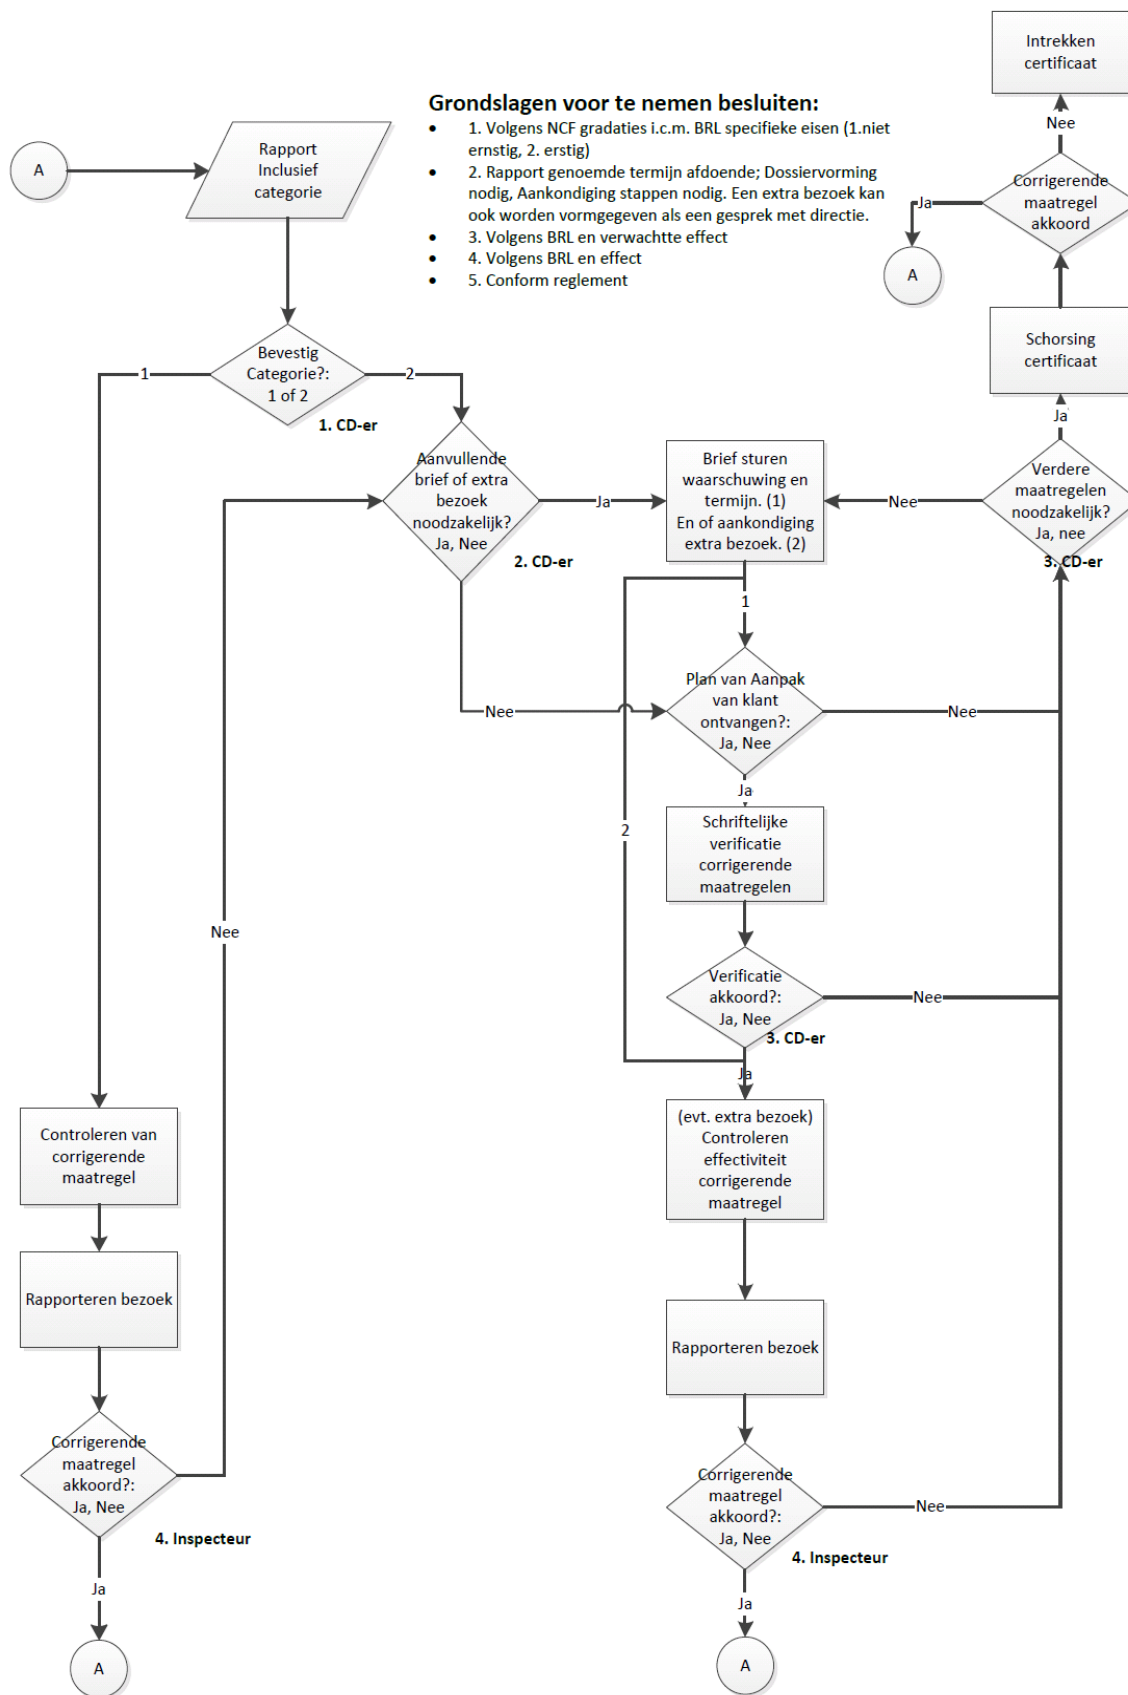 Intrekken
certificaat
Grondslagen voor te nemen besluiten:
• 1. Volgens NCF gradaties i.c.m. BRL specifieke eisen (1.niet
ernstig, 2. erstig)
• 2. Rapport genoemde termijn afdoende; Dossiervorming
nodig, Aankondiging stappen nodig. Een extra bezoek kan
ook worden vormgegeven als een gesprek met directie.
• 3. Volgens BRL en verwachtte effect
• 4. Volgens BRL en effect
• 5. Conform reglement
Nee
A
Rapport
Inclusief
categorie
Corrigerende
maatregel
akkoord
Ja
A
Schorsing
certificaat
Bevestig
Categorie?:
1 of 2
1
2
1. CD-er
Ja
Aanvullende
brief of extra
bezoek
noodzakelijk?
Ja, Nee
2. CD-er
Ja
Brief sturen
waarschuwing en
termijn. (1)
En of aankondiging
extra bezoek. (2)
Nee
Verdere
maatregelen
noodzakelijk?
Ja, nee
3. CD-er
1
Nee
Plan van Aanpak
van klant
ontvangen?:
Ja, Nee
Nee
Ja
2
Schriftelijke
verificatie
corrigerende
maatregelen
Nee
Verificatie
akkoord?:
Ja, Nee
Nee
3. CD-er
Ja
Controleren van
corrigerende
maatregel
(evt. extra bezoek)
Controleren
effectiviteit
corrigerende
maatregel
Rapporteren bezoek
Rapporteren bezoek
Corrigerende
maatregel
akkoord?:
Ja, Nee
4. Inspecteur
Corrigerende
maatregel
akkoord?:
Ja, Nee
Nee
4. Inspecteur
Ja
Ja
A
A